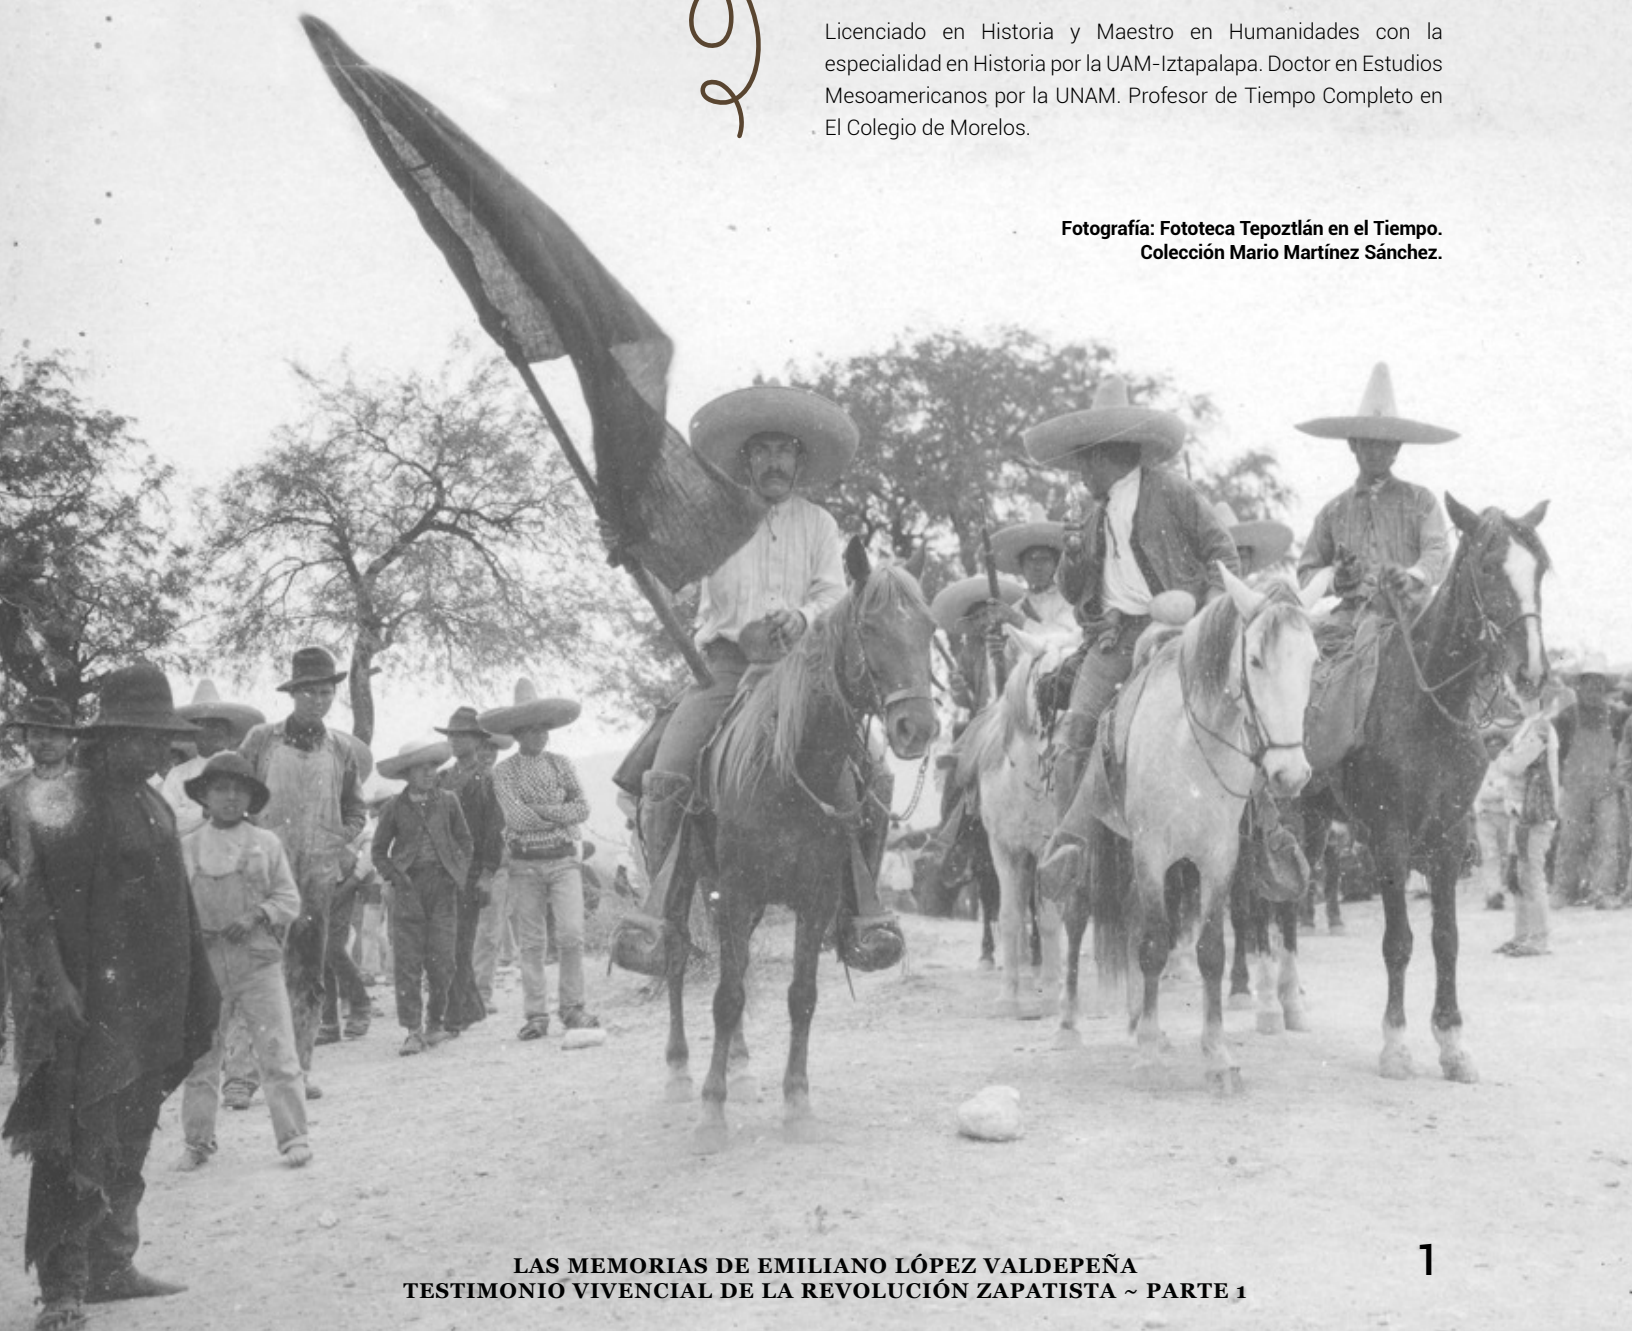 Licenciado en Historia y Maestro en Humanidades con la
especialidad en Historia por la UAM-Iztapalapa. Doctor en Estudios
Mesoamericanos por la UNAM. Profesor de Tiempo Completo en
El Colegio de Morelos.
Fotografía: Fototeca Tepoztlán en el Tiempo.
Colección Mario Martínez Sánchez.
LAS MEMORIAS DE EMILIANO LÓPEZ VALDEPEÑA
TESTIMONIO VIVENCIAL DE LA REVOLUCIÓN ZAPATISTA ~ PARTE 1
1